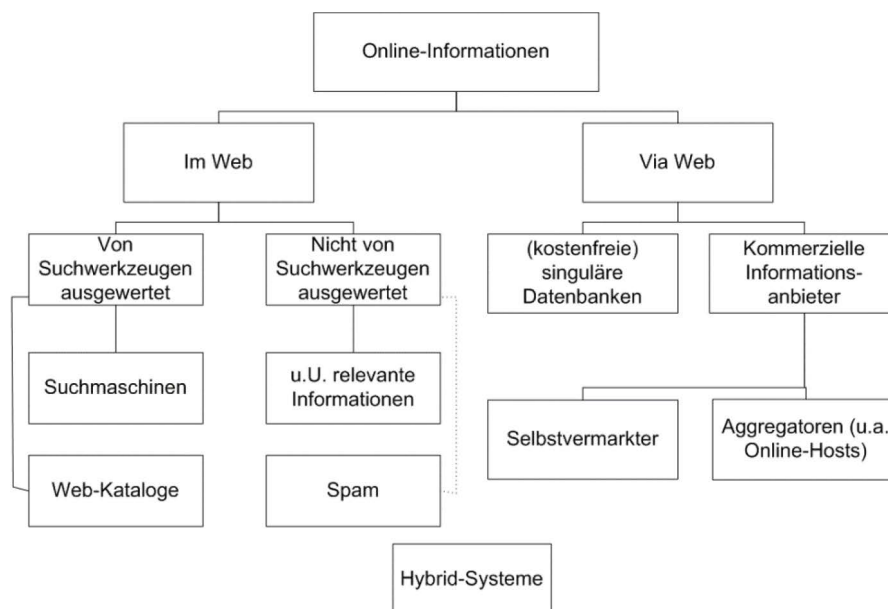 Online-Informationen
Im Web
Via Web
Von
Suchwerkzeugen
ausgewertet
Nicht von
Suchwerkzeugen
ausgewertet
(kostenfreie)
singuläre
Datenbanken
Kommerzielle
Informations-
anbieter
Suchmaschinen
u.U. relevante
Informationen
Selbstvermarkter
Aggregatoren (u.a.
Online-Hosts)
Web-Kataloge
Spam
Hybrid-Systeme